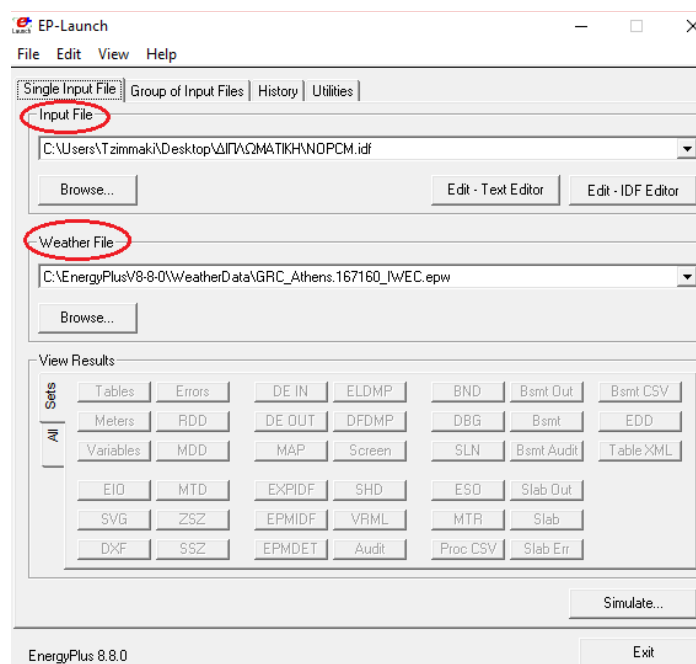 EP-Launch
File Edit View Help
Single Input File Group of Input Files History Utilities
Input File
C:\Users\Tzimmaki\Desktop\ΔΙΠΛΩΜΑΤΙΚΗ\NOPCM.idf
Browse... Edit - Text Editor Edit - IDF Editor
Weather File
C:\EnergyPlusV8-8-0\WeatherData\GRC_Athens.167160_IWEC.epw
Browse...
View Results
Sets
All
Tables Errors DE IN ELDMP BND Bsmt Out Bsmt CSV
Meters RDD DE OUT DFDMP DBG Bsmt EDD
Variables MDD MAP Screen SLN Bsmt Audit Table XML
EIO MTD EXPIDF SHD ESO Slab Out
SVG ZSZ EPMIDF VRML MTR Slab
DXF SSZ EPMDET Audit Proc CSV Slab Err
Simulate...
EnergyPlus 8.8.0 Exit